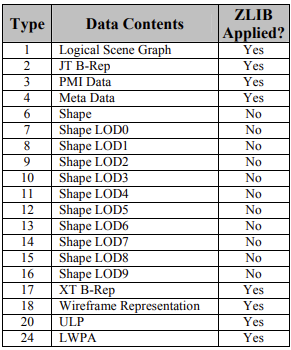 Type Data Contents ZLIB Applied?
1 Logical Scene Graph Yes
2 JT B-Rep Yes
3 PMI Data Yes
4 Meta Data Yes
6 Shape No
7 Shape LOD0 No
8 Shape LOD1 No
9 Shape LOD2 No
10 Shape LOD3 No
11 Shape LOD4 No
12 Shape LOD5 No
13 Shape LOD6 No
14 Shape LOD7 No
15 Shape LOD8 No
16 Shape LOD9 No
17 XT B-Rep Yes
18 Wireframe Representation Yes
20 ULP Yes
24 LWPA Yes